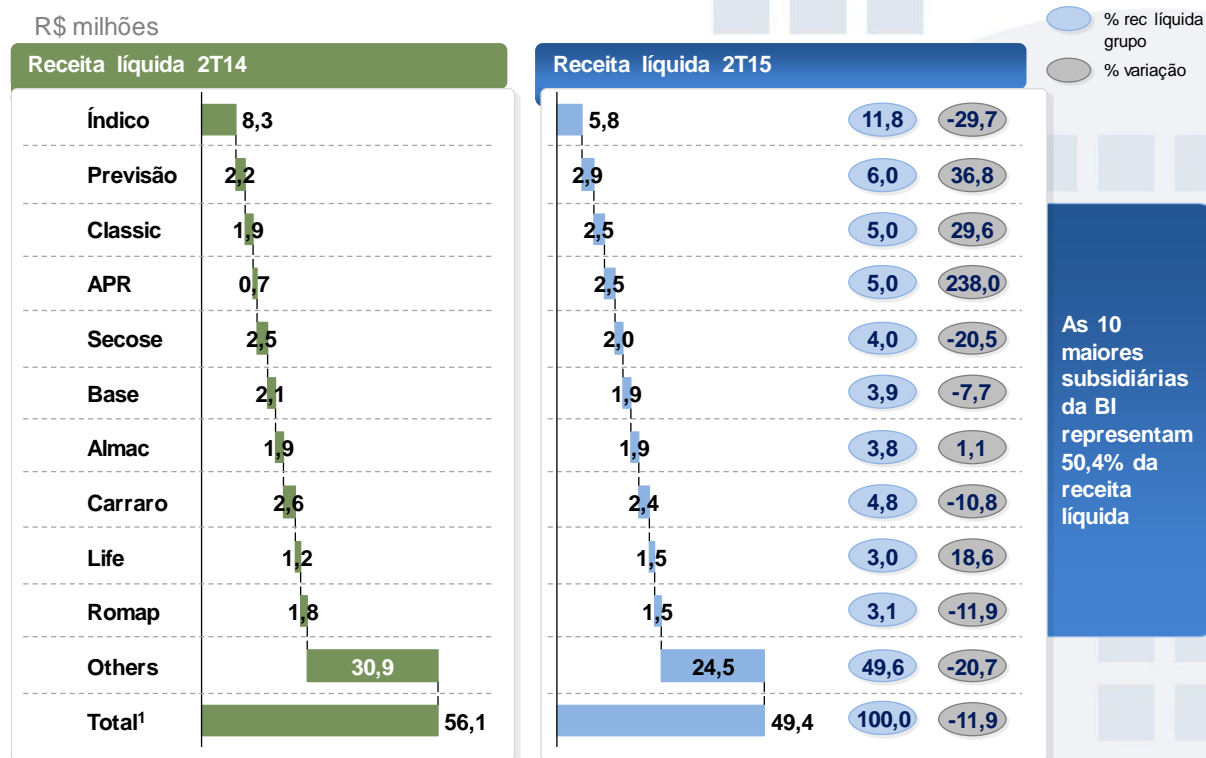 R$ milhões
% rec líquida
grupo
% variação
Receita líquida 2T14
Receita líquida 2T15
Índico 8,3 5,8 11,8 -29,7
Previsão 2,2 2,9 6,0 36,8
Classic 1,9 2,5 5,0 29,6
APR 0,7 2,5 5,0 238,0
Secose 2,5 2,0 4,0 -20,5
Base 2,1 1,9 3,9 -7,7
Almac 1,9 1,9 3,8 1,1
Carraro 2,6 2,4 4,8 -10,8
Life 1,2 1,5 3,0 18,6
Romap 1,8 1,5 3,1 -11,9
Others 30,9 24,5 49,6 -20,7
Total¹ 56,1 49,4 100,0 -11,9
As 10
maiores
subsidiárias
da BI
representam
50,4% da
receita
líquida